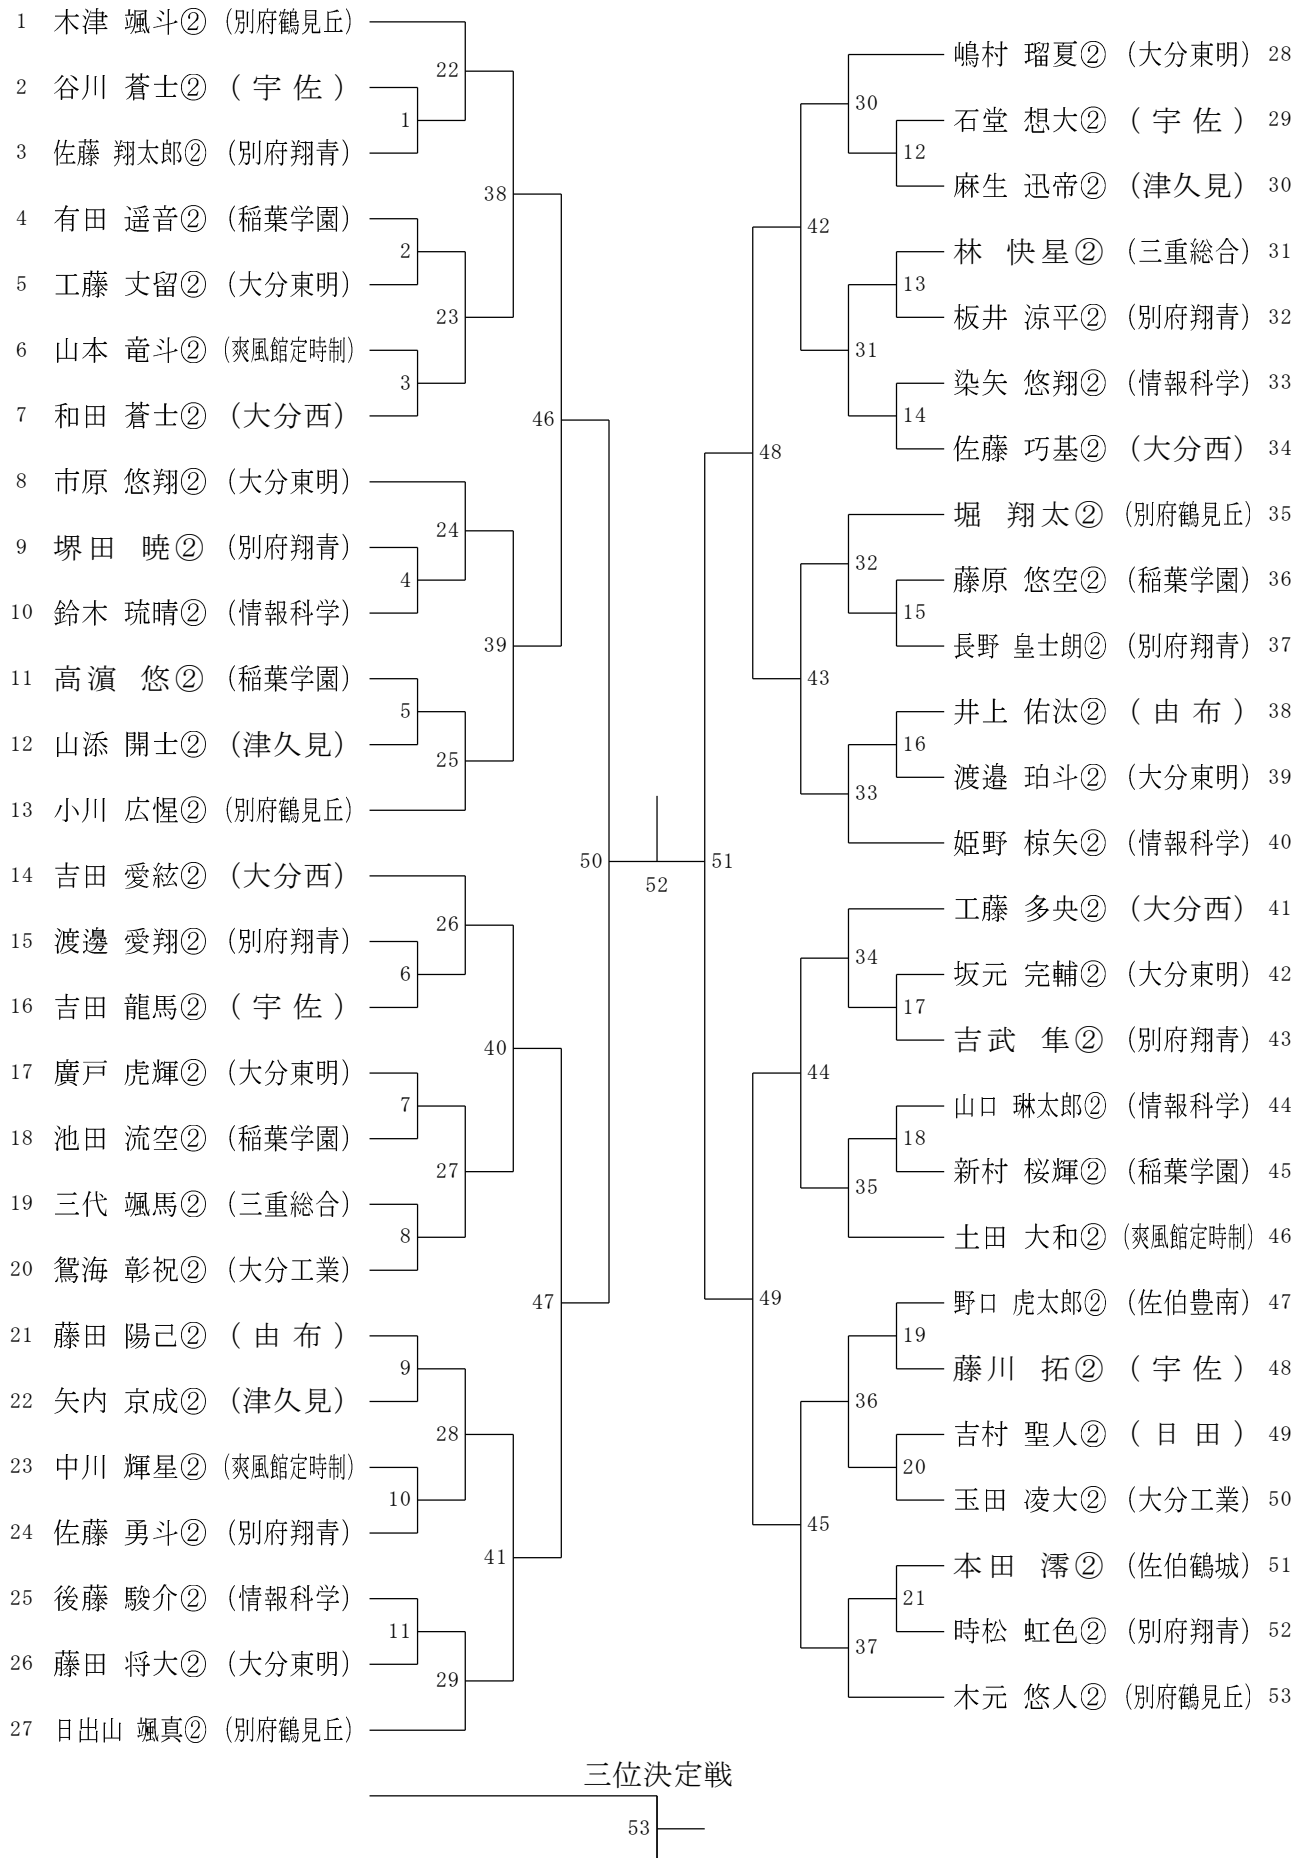 1 木津 颯斗② (別府鶴見丘)
2 谷川 蒼士② (宇佐)
3 佐藤 翔太郎② (別府翔青)
4 有田 遥音② (稲葉学園)
5 工藤 丈留② (大分東明)
6 山本 竜斗② (爽風館定時制)
7 和田 蒼士② (大分西)
8 市原 悠翔② (大分東明)
9 堺田 暁② (別府翔青)
10 鈴木 琉晴② (情報科学)
11 高濵 悠② (稲葉学園)
12 山添 開士② (津久見)
13 小川 広惺② (別府鶴見丘)
14 吉田 愛絃② (大分西)
15 渡邊 愛翔② (別府翔青)
16 吉田 龍馬② (宇佐)
17 廣戸 虎輝② (大分東明)
18 池田 流空② (稲葉学園)
19 三代 颯馬② (三重総合)
20 鴛海 彰祝② (大分工業)
21 藤田 陽己② (由布)
22 矢内 京成② (津久見)
23 中川 輝星② (爽風館定時制)
24 佐藤 勇斗② (別府翔青)
25 後藤 駿介② (情報科学)
26 藤田 将大② (大分東明)
27 日出山 颯真② (別府鶴見丘)
1
2
3
4
5
6
7
8
9
10
11
22
23
24
25
26
27
28
29
38
39
40
41
46
47
50
52
51
48
49
42
43
44
45
30
31
32
33
34
35
36
37
12
13
14
15
16
17
18
19
20
21
嶋村 瑠夏② (大分東明) 28
石堂 想大② (宇佐) 29
麻生 迅帝② (津久見) 30
林 快星② (三重総合) 31
板井 涼平② (別府翔青) 32
染矢 悠翔② (情報科学) 33
佐藤 巧基② (大分西) 34
堀 翔太② (別府鶴見丘) 35
藤原 悠空② (稲葉学園) 36
長野 皇士朗② (別府翔青) 37
井上 佑汰② (由布) 38
渡邉 珀斗② (大分東明) 39
姫野 椋矢② (情報科学) 40
工藤 多央② (大分西) 41
坂元 完輔② (大分東明) 42
吉武 隼② (別府翔青) 43
山口 琳太郎② (情報科学) 44
新村 桜輝② (稲葉学園) 45
土田 大和② (爽風館定時制) 46
野口 虎太郎② (佐伯豊南) 47
藤川 拓② (宇佐) 48
吉村 聖人② (日田) 49
玉田 凌大② (大分工業) 50
本田 澪② (佐伯鶴城) 51
時松 虹色② (別府翔青) 52
木元 悠人② (別府鶴見丘) 53
三位決定戦
53